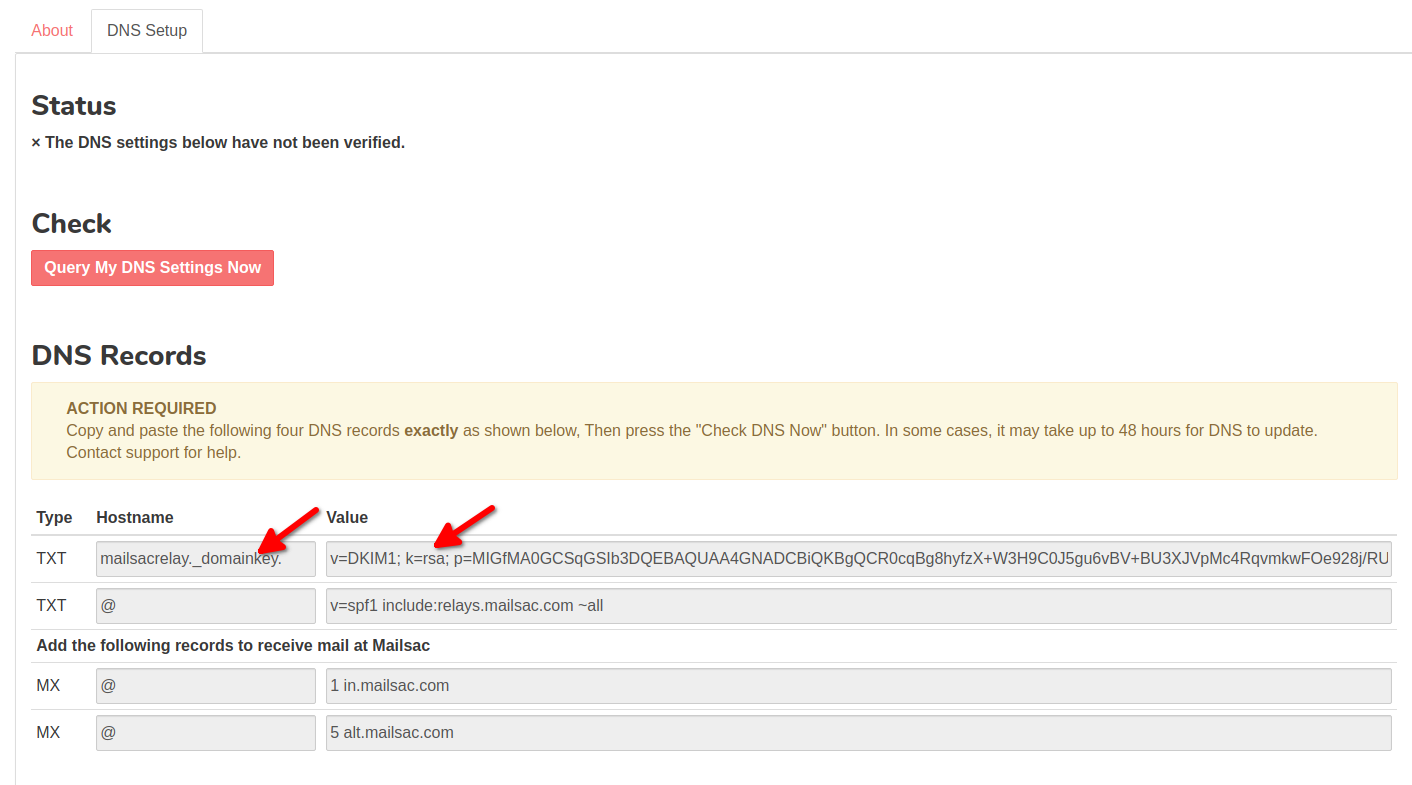 About DNS Setup
Status
× The DNS settings below have not been verified.
Check
Query My DNS Settings Now
DNS Records
ACTION REQUIRED
Copy and paste the following four DNS records exactly as shown below, Then press the "Check DNS Now" button. In some cases, it may take up to 48 hours for DNS to update.
Contact support for help.
Type Hostname Value
TXT mailsacrelay._domainkey. v=DKIM1; k=rsa; p=MIGfMA0GCSqGSIb3DQEBAQUAA4GNADCBiQKBgQCR0cqBg8hyfzX+W3H9C0J5gu6vBV+BU3XJVpMc4RqvmkwFOe928j/RU
TXT @ v=spf1 include:relays.mailsac.com ~all
Add the following records to receive mail at Mailsac
MX @ 1 in.mailsac.com
MX @ 5 alt.mailsac.com